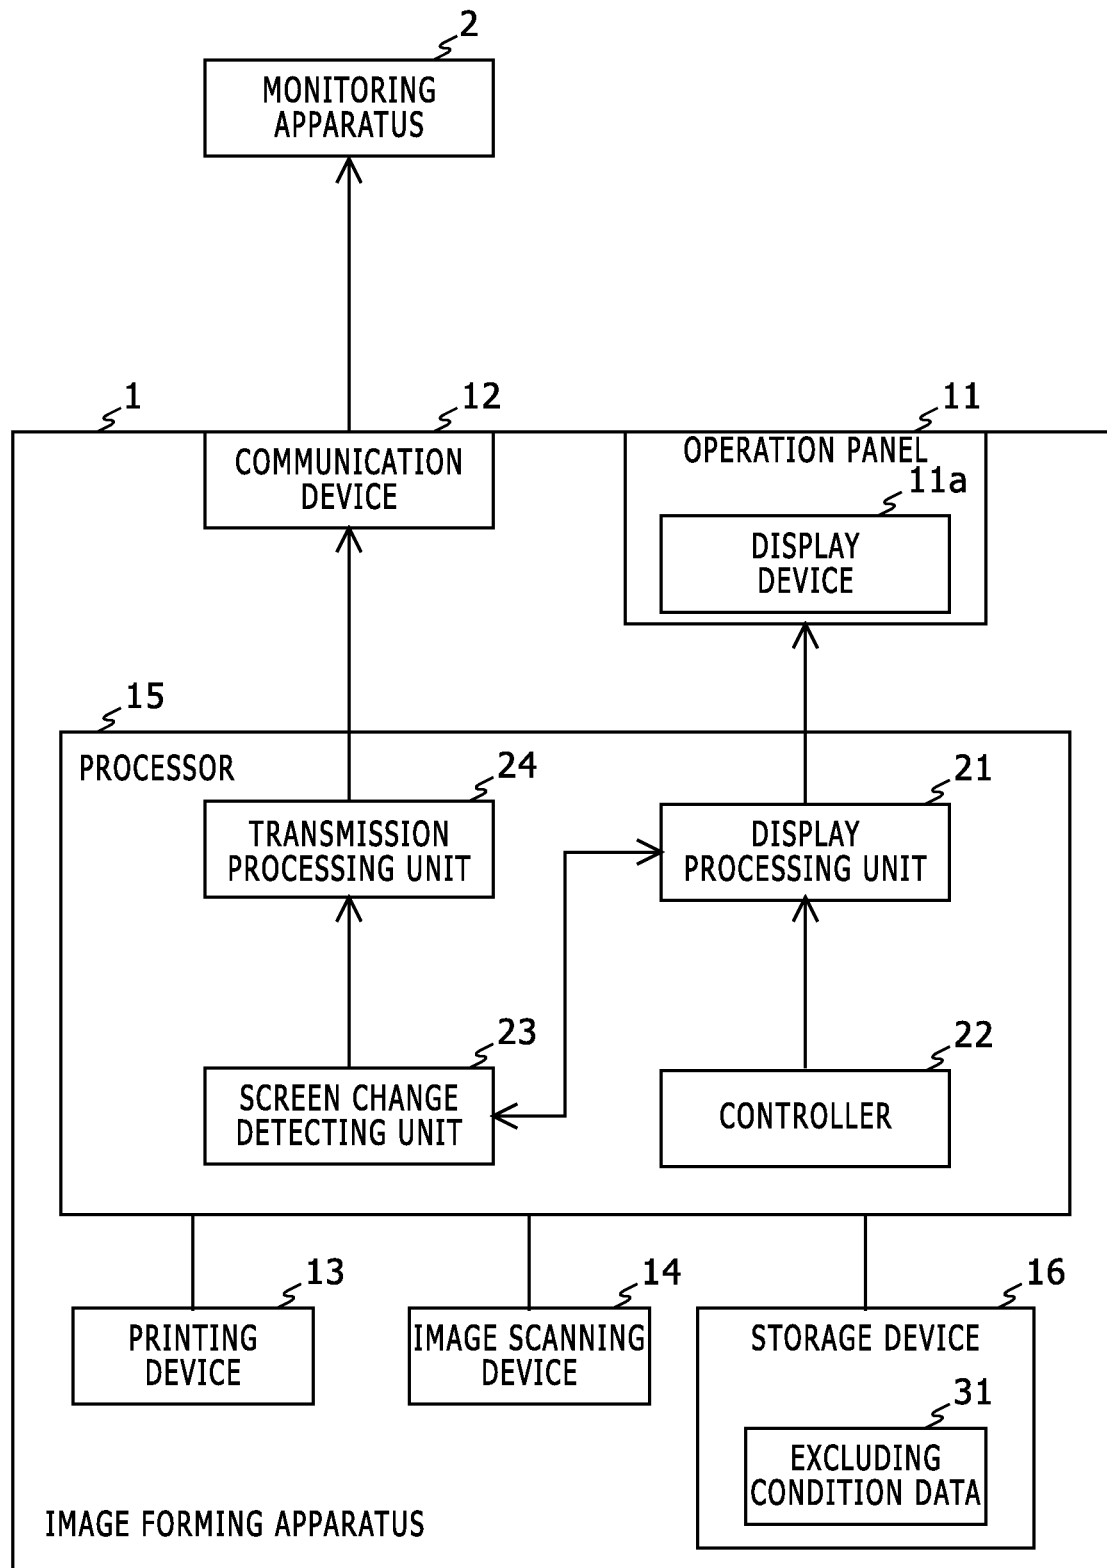 2
MONITORING
APPARATUS
1
12
11
COMMUNICATION
DEVICE
OPERATION PANEL
11a
DISPLAY
DEVICE
15
PROCESSOR
24
21
TRANSMISSION
PROCESSING UNIT
DISPLAY
PROCESSING UNIT
23
22
SCREEN CHANGE
DETECTING UNIT
CONTROLLER
13
14
16
PRINTING
DEVICE
IMAGE SCANNING
DEVICE
STORAGE DEVICE
31
EXCLUDING
CONDITION DATA
IMAGE FORMING APPARATUS